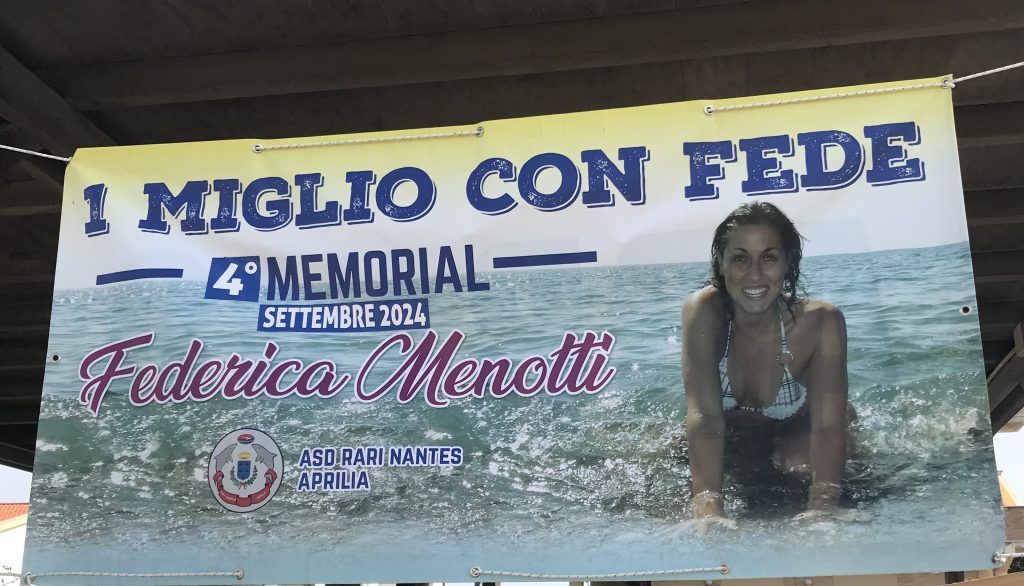 1 MIGLIO CON FEDE
4° MEMORIAL
SETTEMBRE 2024
Federica Menotti
ASD RARI NANTES
APRILIA